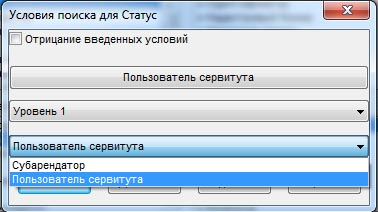 Условия поиска для Статус
Отрицание введенных условий
Пользователь сервитута
Уровень 1
Пользователь сервитута
Субарендатор
Пользователь сервитута